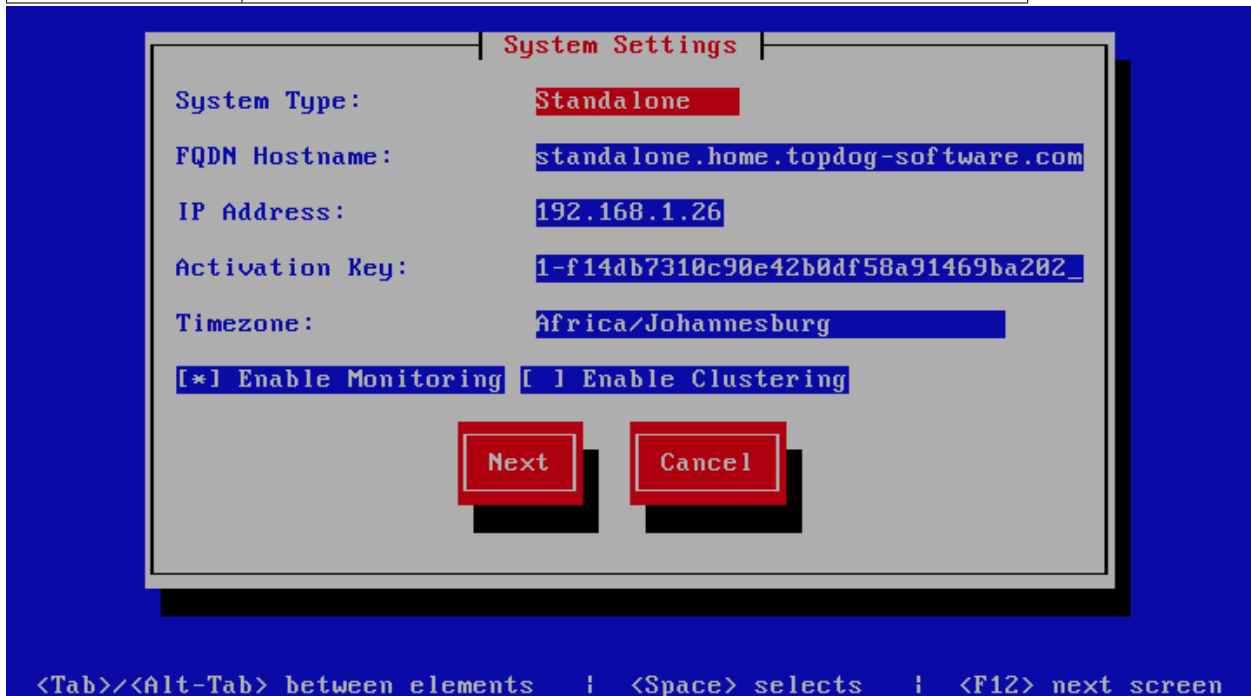 System Settings
System Type: Standalone
FQDN Hostname: standalone.home.topdog-software.com
IP Address: 192.168.1.26
Activation Key: 1-f14db7310c90e42b0df58a91469ba202_
Timezone: Africa/Johannesburg
[*] Enable Monitoring [ ] Enable Clustering
Next Cancel
<Tab>/<Alt-Tab> between elements | <Space> selects | <F12> next screen